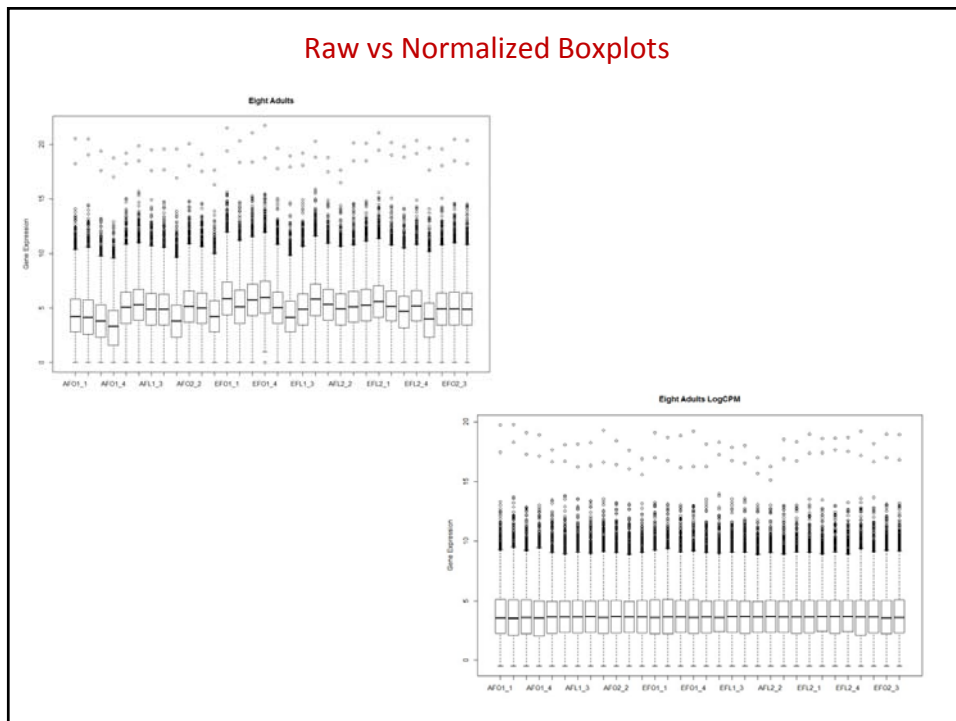 Raw vs Normalized Boxplots
Eight Adults
Gene Expression
20
15
10
5
0
AFO1_1 AFO1_4 AFL1_3 AFO2_2 EFO1_1 EFO1_4 EFL1_3 AFL2_2 EFL2_1 EFL2_4 EFO2_3
Eight Adults LogCPM
Gene Expression
20
15
10
5
0
AFO1_1 AFO1_4 AFL1_3 AFO2_2 EFO1_1 EFO1_4 EFL1_3 AFL2_2 EFL2_1 EFL2_4 EFO2_3